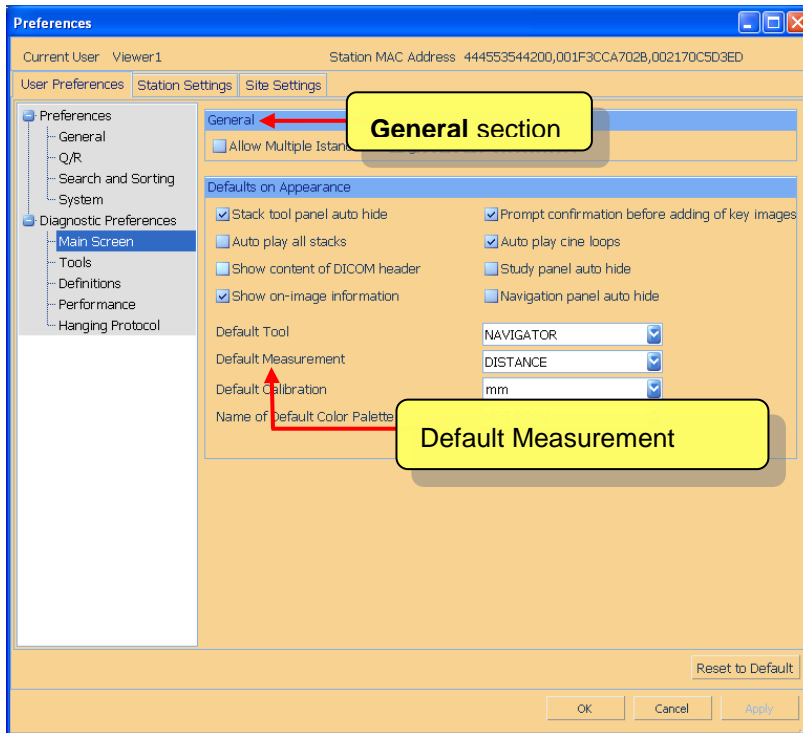 Preferences
Current User Viewer1 Station MAC Address 444553544200,001F3CCA702B,002170C5D3ED
User Preferences Station Settings Site Settings
Preferences
General
Q/R
Search and Sorting
System
Diagnostic Preferences
Main Screen
Tools
Definitions
Performance
Hanging Protocol
General
General section
Allow Multiple
Defaults on Appearance
Stack tool panel auto hide Prompt confirmation before adding of key images
Auto play all stacks Auto play cine loops
Show content of DICOM header Study panel auto hide
Show on-image information Navigation panel auto hide
Default Tool NAVIGATOR
Default Measurement DISTANCE
Default Calibration mm
Name of Default Color Palette
Default Measurement
Reset to Default
OK Cancel Apply